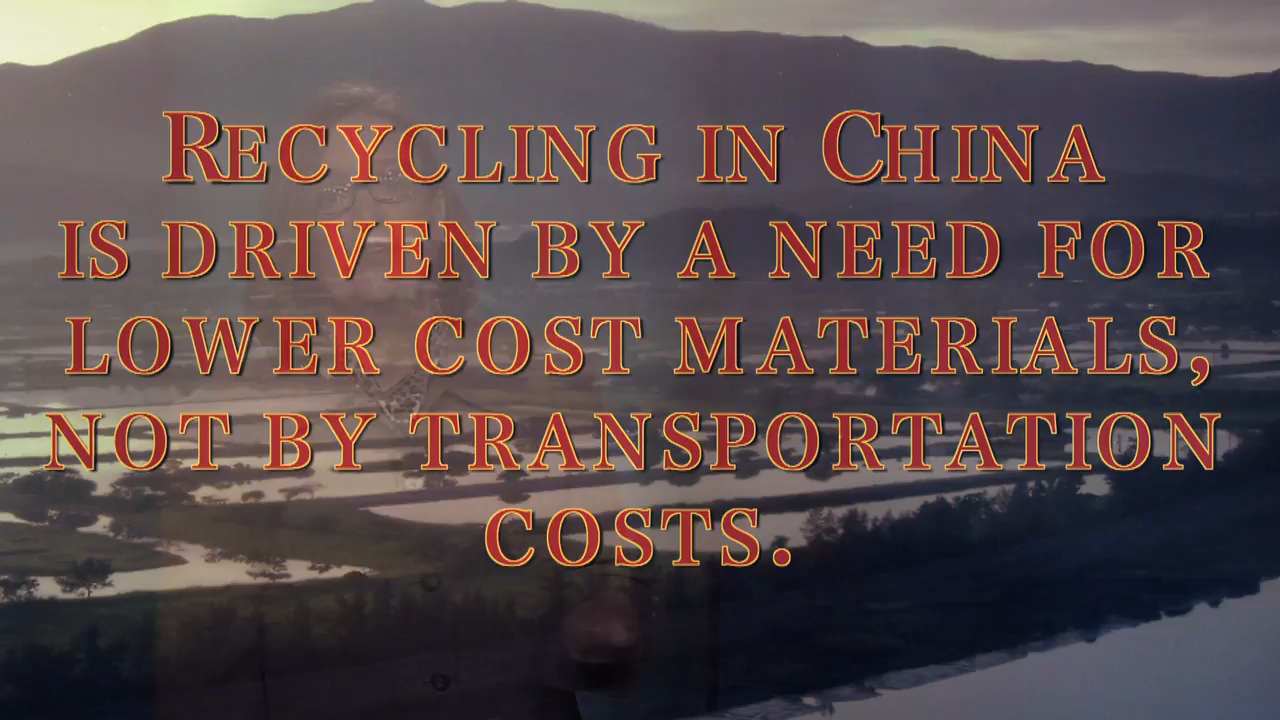 Recycling in China
is driven by a need for
lower cost materials,
not by transportation
costs.